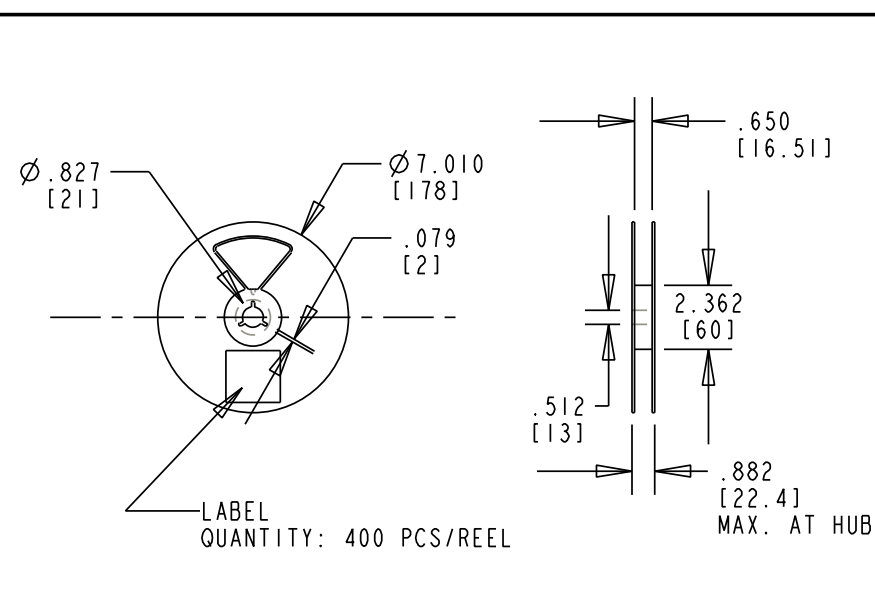 .650
[16.51]
Ø.827
[21]
Ø7.010
[178]
.079
[2]
2.362
[60]
.512
[13]
.882
[22.4]
MAX. AT HUB
LABEL
QUANTITY: 400 PCS/REEL